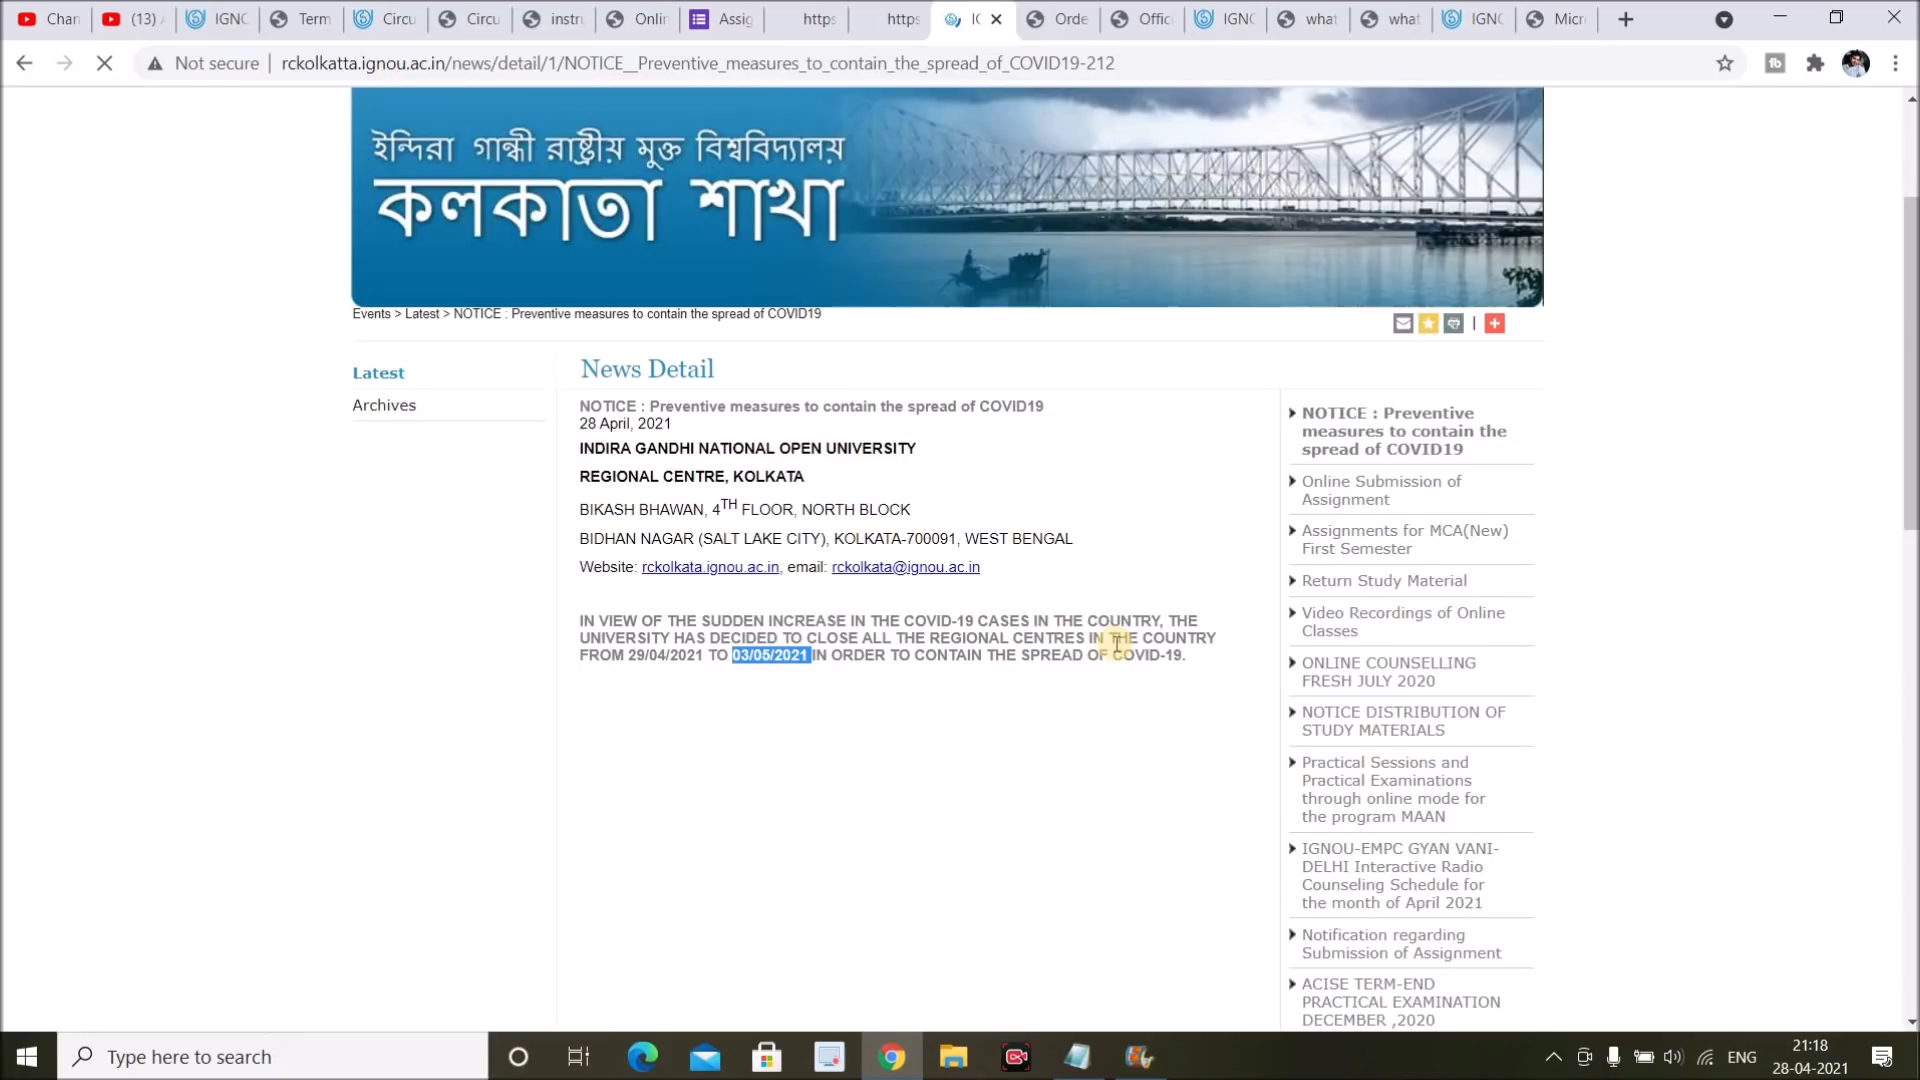 Chan
(13)
IGNC
Term
Circu
Circu
instr
Onlin
Assig
https
https
IC
Orde
Offic
IGNC
what
what
IGNC
Micr
Not secure | rckolkatta.ignou.ac.in/news/detail/1/NOTICE__Preventive_measures_to_contain_the_spread_of_COVID19-212
ইন্দিরা গান্ধী রাষ্ট্রীয় মুক্ত বিশ্ববিদ্যালয়
কলকাতা শাখা
Events > Latest > NOTICE : Preventive measures to contain the spread of COVID19
Latest
Archives
News Detail
NOTICE : Preventive measures to contain the spread of COVID19
28 April, 2021
INDIRA GANDHI NATIONAL OPEN UNIVERSITY
REGIONAL CENTRE, KOLKATA
BIKASH BHAWAN, 4TH FLOOR, NORTH BLOCK
BIDHAN NAGAR (SALT LAKE CITY), KOLKATA-700091, WEST BENGAL
Website: rckolkata.ignou.ac.in, email: rckolkata@ignou.ac.in
IN VIEW OF THE SUDDEN INCREASE IN THE COVID-19 CASES IN THE COUNTRY, THE
UNIVERSITY HAS DECIDED TO CLOSE ALL THE REGIONAL CENTRES IN THE COUNTRY
FROM 29/04/2021 TO 03/05/2021 IN ORDER TO CONTAIN THE SPREAD OF COVID-19.
NOTICE : Preventive
measures to contain the
spread of COVID19
Online Submission of
Assignment
Assignments for MCA(New)
First Semester
Return Study Material
Video Recordings of Online
Classes
ONLINE COUNSELLING
FRESH JULY 2020
NOTICE DISTRIBUTION OF
STUDY MATERIALS
Practical Sessions and
Practical Examinations
through online mode for
the program MAAN
IGNOU-EMPC GYAN VANI-
DELHI Interactive Radio
Counseling Schedule for
the month of April 2021
Notification regarding
Submission of Assignment
ACISE TERM-END
PRACTICAL EXAMINATION
DECEMBER ,2020
Type here to search
ENG
21:18
28-04-2021